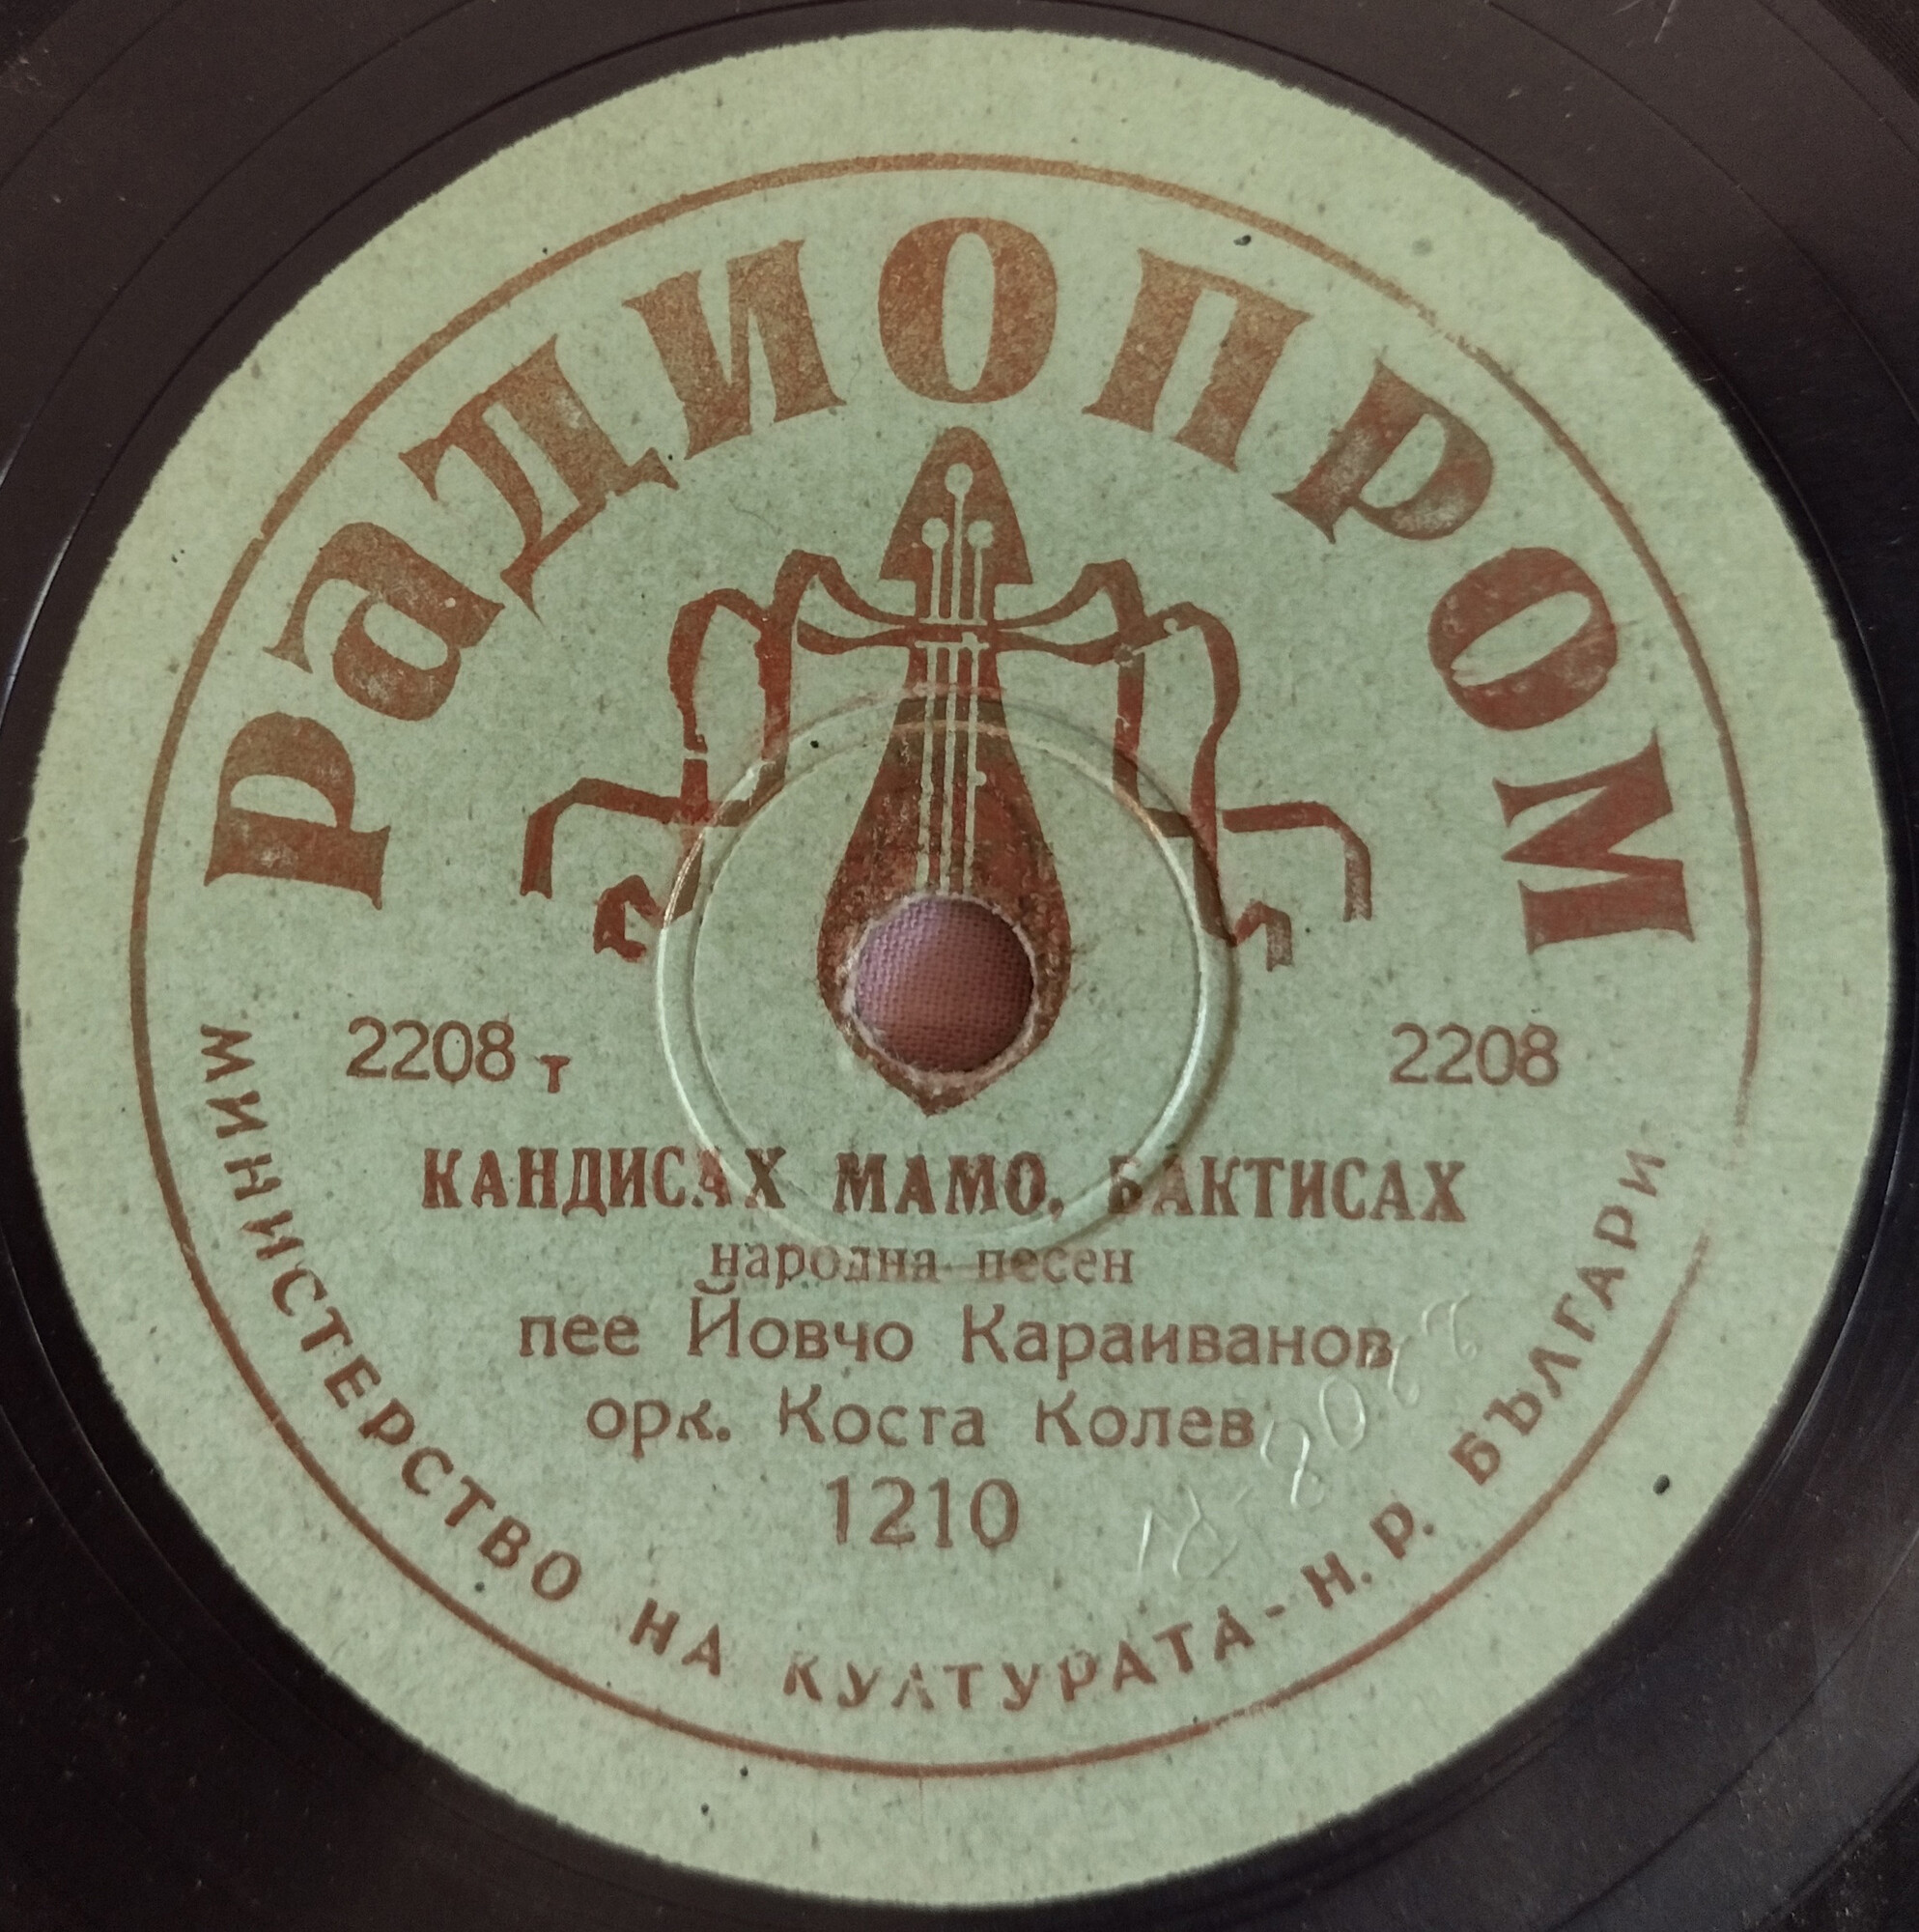 РАДИОПРОМ
2208 т 2208
КАНДИСАХ МАМО, БАКТИСАХ
народна песен
пее Йовчо Караиванов
орк. Коста Колев
1210
МИНИСТЕРСТВО НА КУЛТУРАТА - Н. Р. БЪЛГАРИ